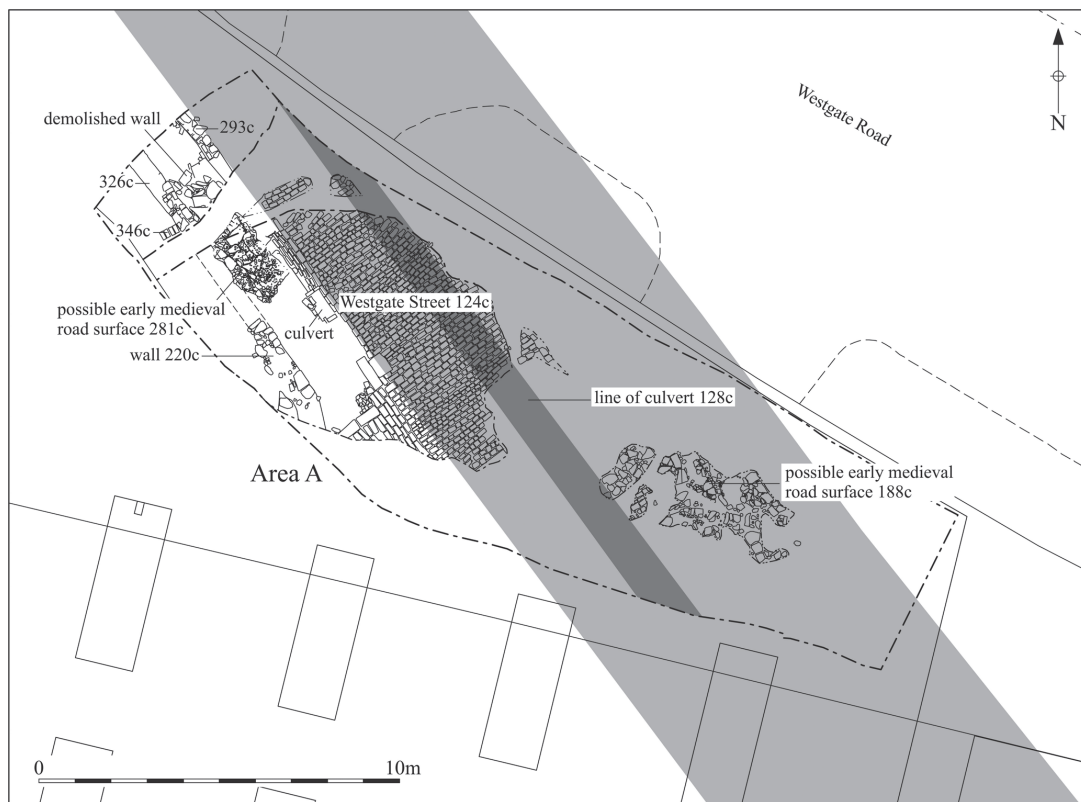 Westgate Road
N
demolished wall
293c
326c
346c
possible early medieval
road surface 281c
Westgate Street 124c
culvert
wall 220c
line of culvert 128c
Area A
possible early medieval
road surface 188c
0
10m